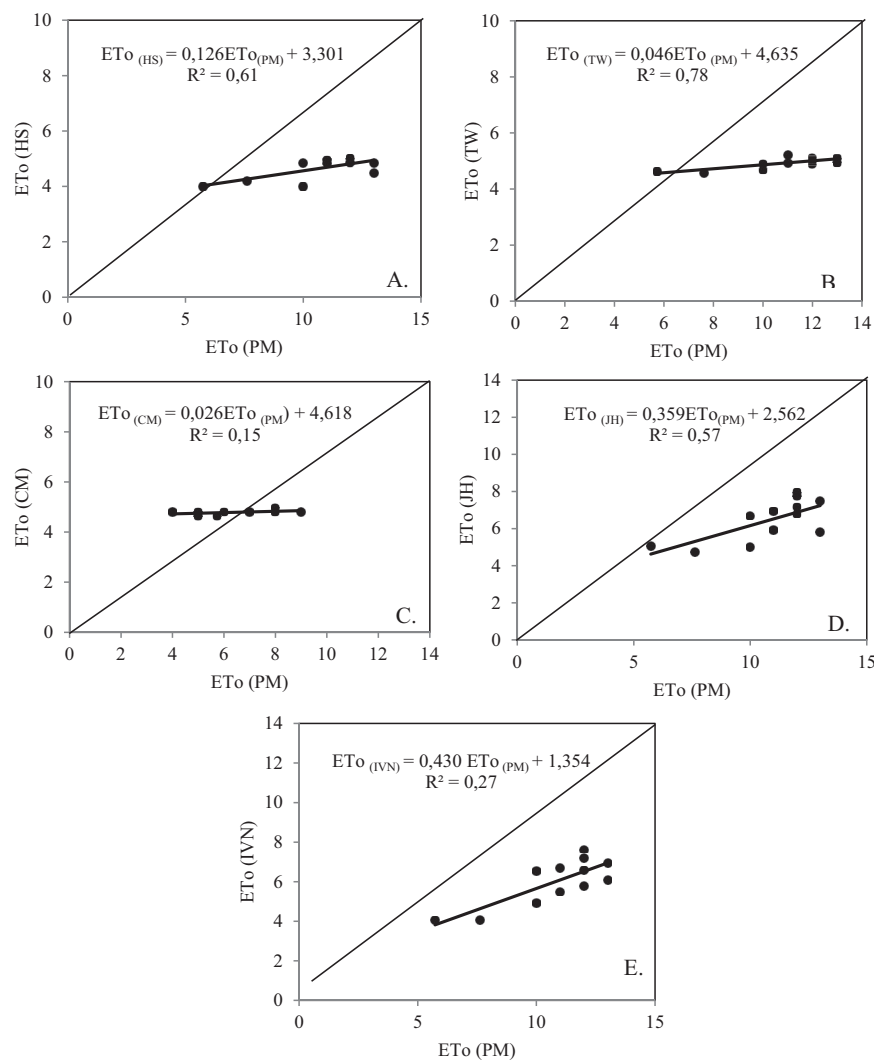 ETo (HS) = 0,126ETo(PM) + 3,301
R² = 0,61
10
8
6
4
2
0
ETo (HS)
0
5
10
15
ETo (PM)
A.
ETo (TW) = 0,046ETo (PM) + 4,635
R² = 0,78
10
8
6
4
2
0
ETo (TW)
0 2 4 6 8 10 12 14
ETo (PM)
B.
ETo (CM) = 0,026ETo (PM) + 4,618
R² = 0,15
10
8
6
4
2
0
ETo (CM)
0 2 4 6 8 10 12 14
ETo (PM)
C.
ETo (JH) = 0,359ETo(PM) + 2,562
R² = 0,57
14
12
10
8
6
4
2
0
ETo (JH)
0 5 10 15
ETo (PM)
D.
ETo (IVN) = 0,430 ETo (PM) + 1,354
R² = 0,27
14
12
10
8
6
4
2
0
ETo (IVN)
0 5 10 15
ETo (PM)
E.